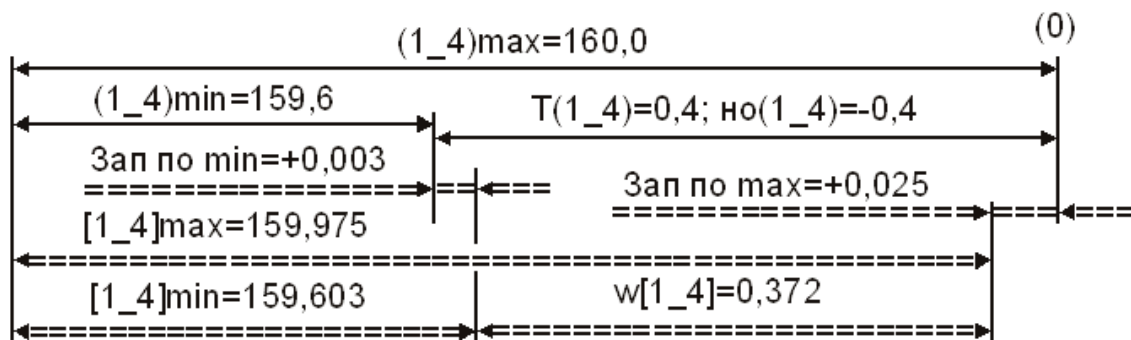 (0)
(1_4)max=160,0
(1_4)min=159,6
T(1_4)=0,4; но(1_4)=-0,4
Зап по min=+0,003
Зап по max=+0,025
[1_4]max=159,975
[1_4]min=159,603
w[1_4]=0,372